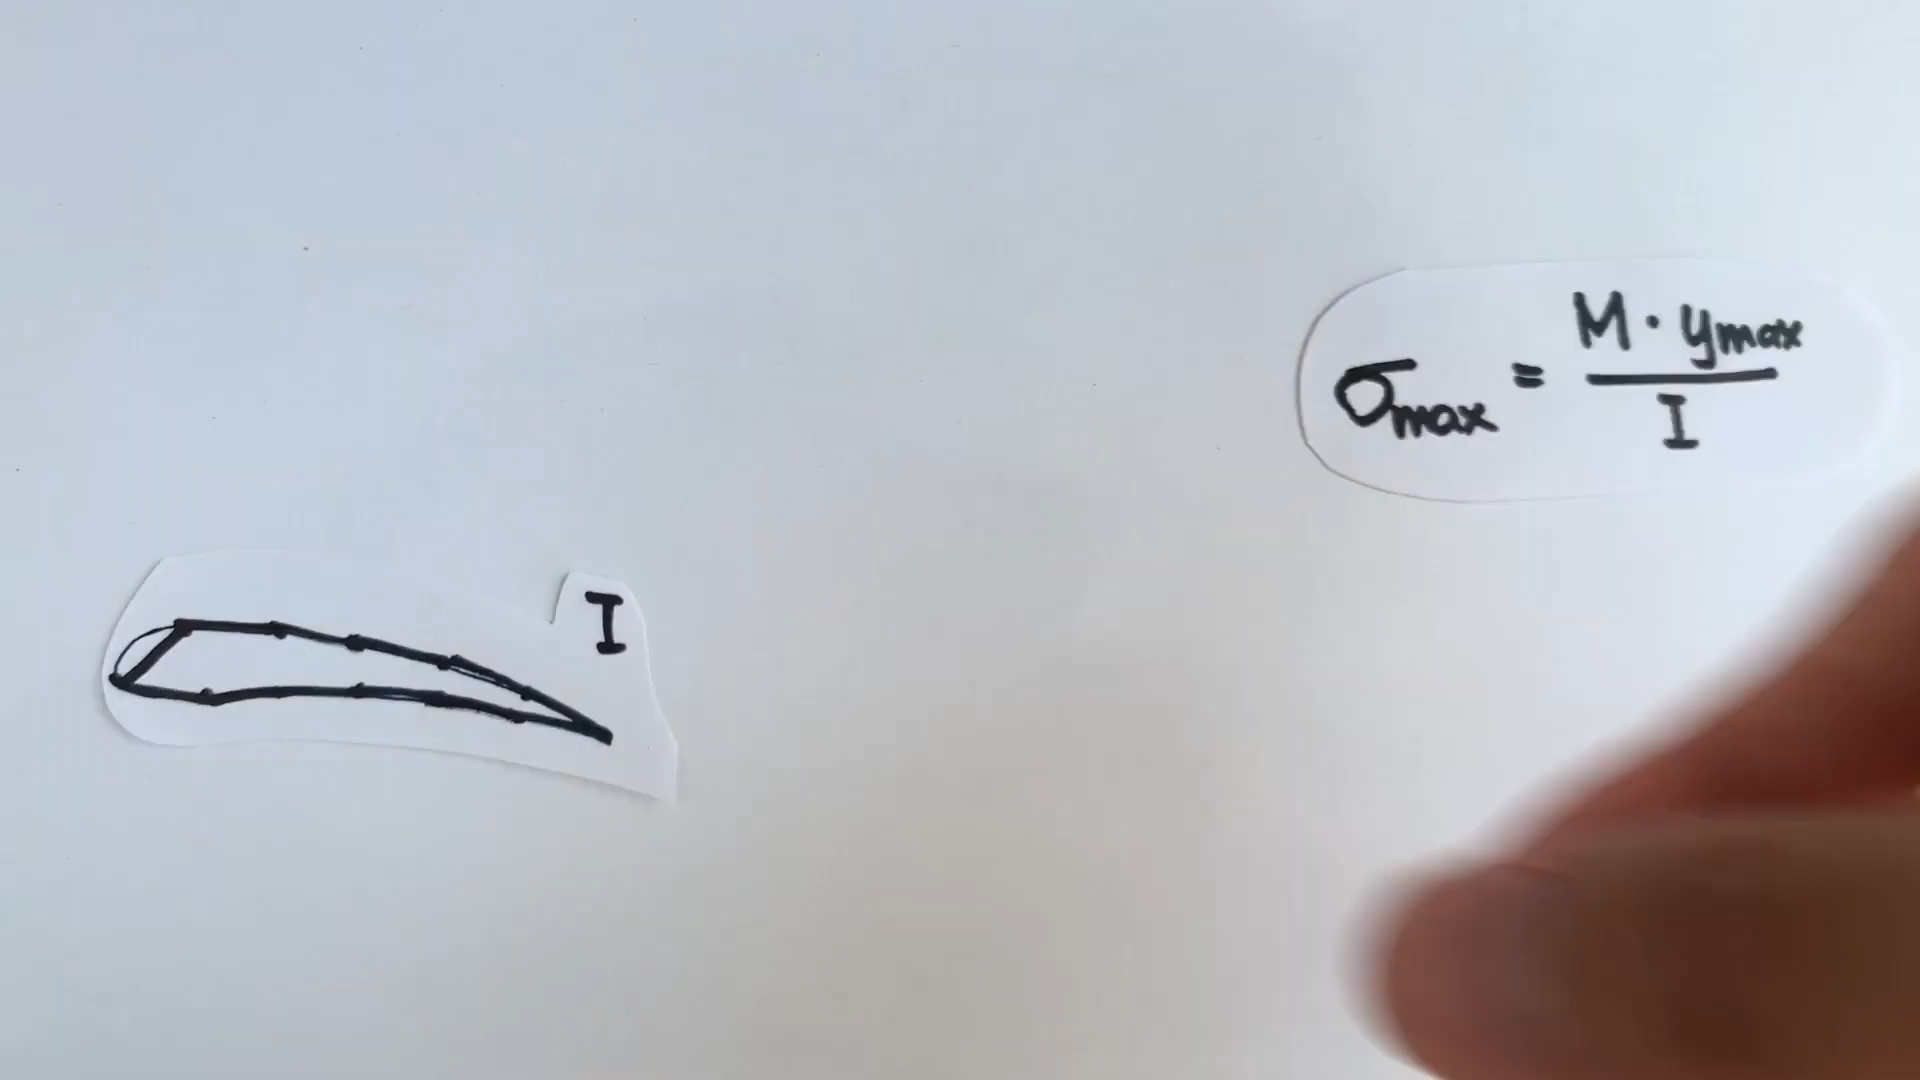 σmax = M · ymax / I
I